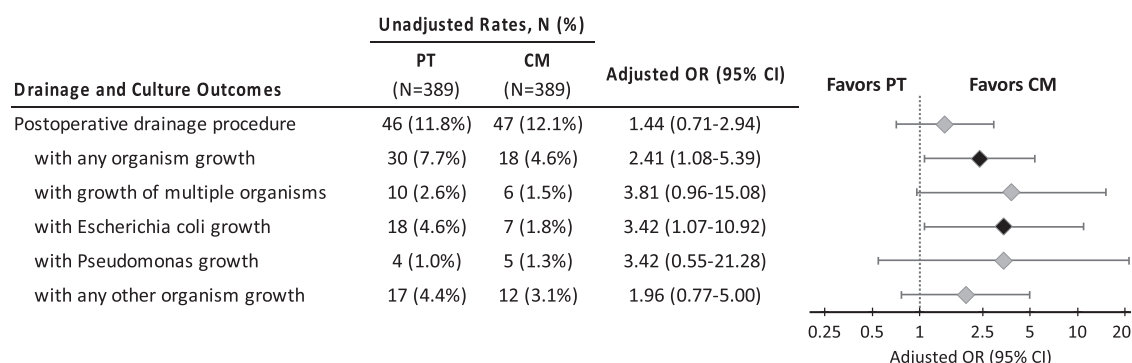 Unadjusted Rates, N (%)
PT CM
Drainage and Culture Outcomes (N=389) (N=389) Adjusted OR (95% CI) Favors PT Favors CM
Postoperative drainage procedure 46 (11.8%) 47 (12.1%) 1.44 (0.71-2.94)
with any organism growth 30 (7.7%) 18 (4.6%) 2.41 (1.08-5.39)
with growth of multiple organisms 10 (2.6%) 6 (1.5%) 3.81 (0.96-15.08)
with Escherichia coli growth 18 (4.6%) 7 (1.8%) 3.42 (1.07-10.92)
with Pseudomonas growth 4 (1.0%) 5 (1.3%) 3.42 (0.55-21.28)
with any other organism growth 17 (4.4%) 12 (3.1%) 1.96 (0.77-5.00)
0.25 0.5 1 2.5 5 10 20
Adjusted OR (95% CI)